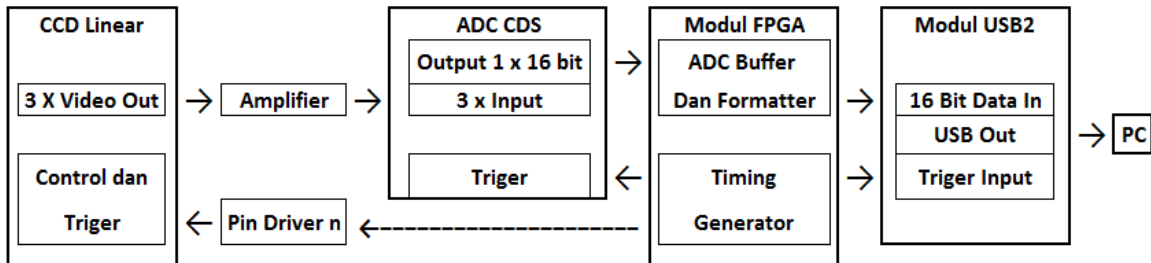 CCD Linear
3 X Video Out
Control dan
Triger
Amplifier
Pin Driver n
ADC CDS
Output 1 x 16 bit
3 x Input
Triger
Modul FPGA
ADC Buffer
Dan Formatter
Timing
Generator
Modul USB2
16 Bit Data In
USB Out
Triger Input
PC